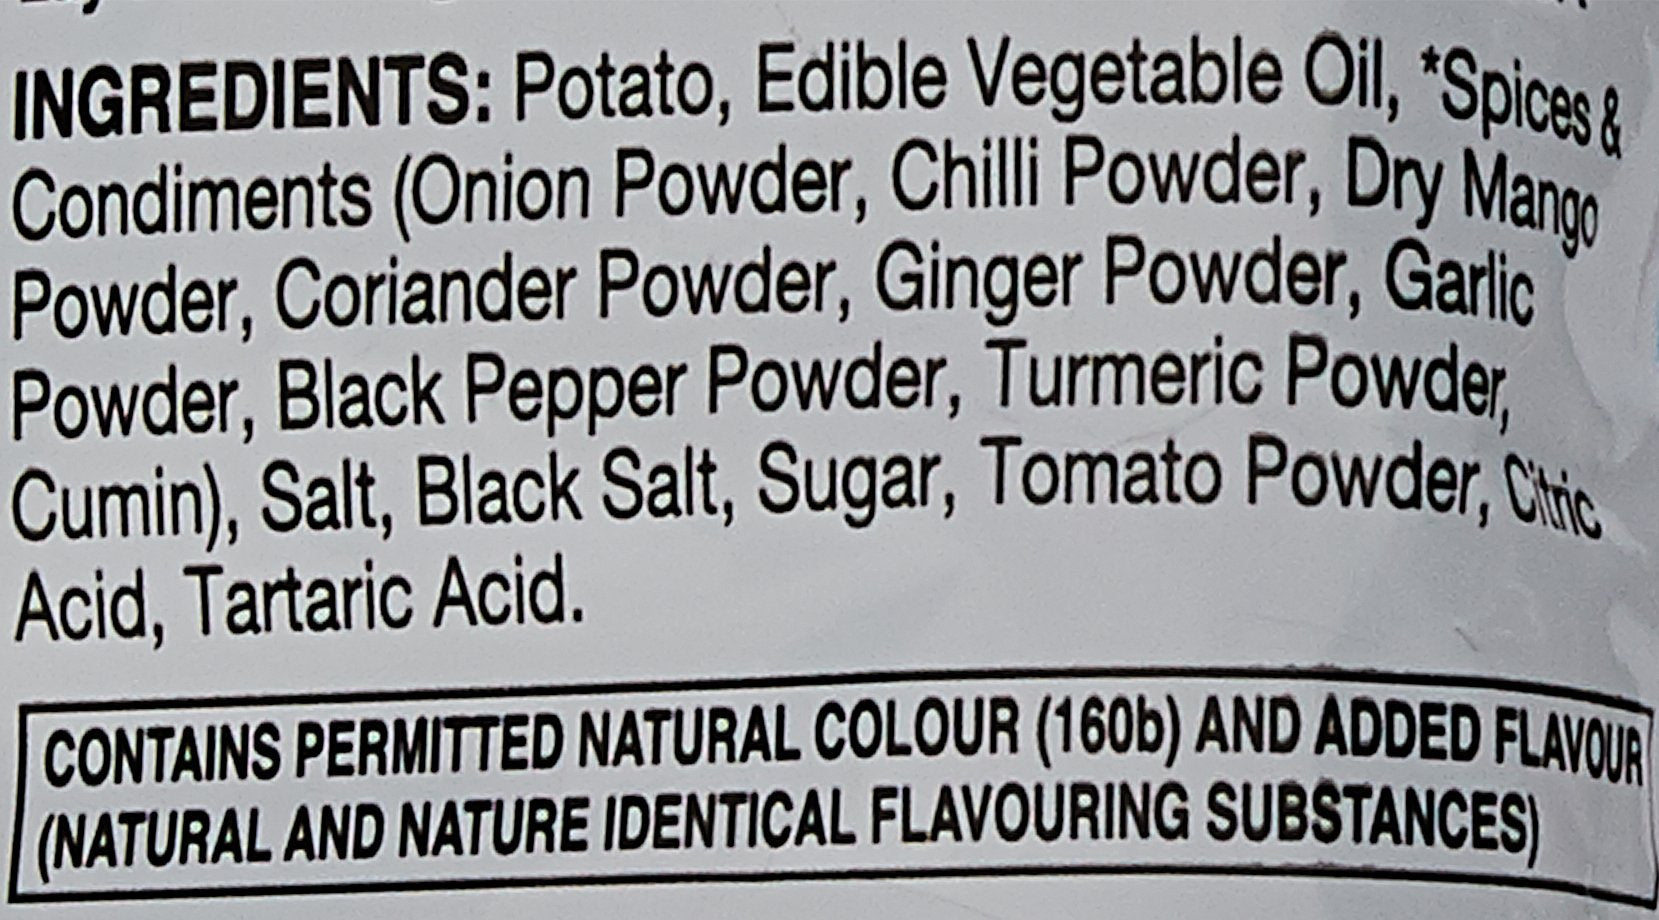 INGREDIENTS: Potato, Edible Vegetable Oil, *Spices &
Condiments (Onion Powder, Chilli Powder, Dry Mango
Powder, Coriander Powder, Ginger Powder, Garlic
Powder, Black Pepper Powder, Turmeric Powder,
Cumin), Salt, Black Salt, Sugar, Tomato Powder, Citric
Acid, Tartaric Acid.
CONTAINS PERMITTED NATURAL COLOUR (160b) AND ADDED FLAVOUR
(NATURAL AND NATURE IDENTICAL FLAVOURING SUBSTANCES)